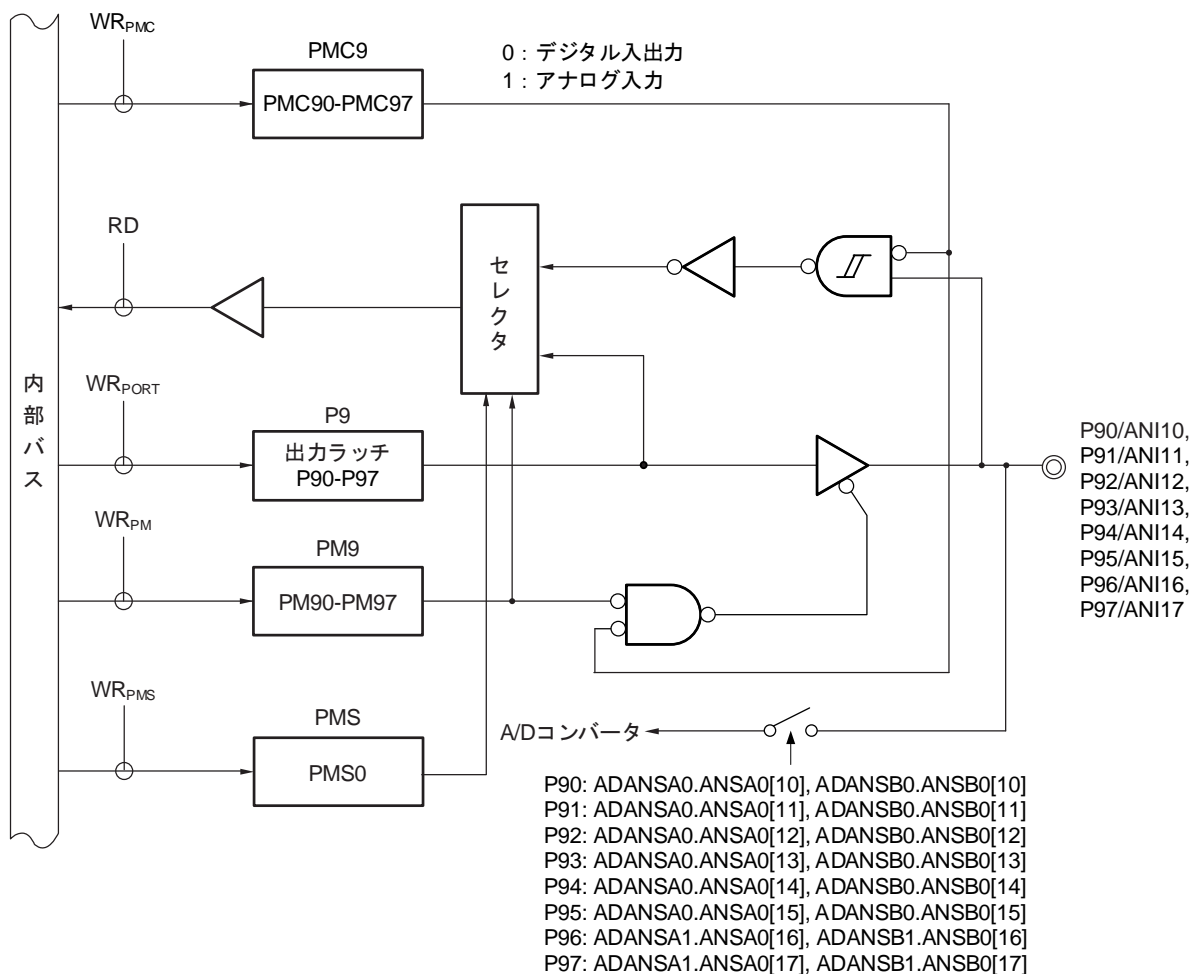 WRPMC
PMC9
PMC90-PMC97
0：デジタル入出力
1：アナログ入力
RD
セレクタ
内部バス
WRPORT
P9
出力ラッチ
P90-P97
WRPM
PM9
PM90-PM97
P90/ANI10,
P91/ANI11,
P92/ANI12,
P93/ANI13,
P94/ANI14,
P95/ANI15,
P96/ANI16,
P97/ANI17
WRPMS
PMS
PMS0
A/Dコンバータ
P90: ADANSA0.ANSA0[10], ADANSB0.ANSB0[10]
P91: ADANSA0.ANSA0[11], ADANSB0.ANSB0[11]
P92: ADANSA0.ANSA0[12], ADANSB0.ANSB0[12]
P93: ADANSA0.ANSA0[13], ADANSB0.ANSB0[13]
P94: ADANSA0.ANSA0[14], ADANSB0.ANSB0[14]
P95: ADANSA0.ANSA0[15], ADANSB0.ANSB0[15]
P96: ADANSA1.ANSA0[16], ADANSB1.ANSB0[16]
P97: ADANSA1.ANSA0[17], ADANSB1.ANSB0[17]